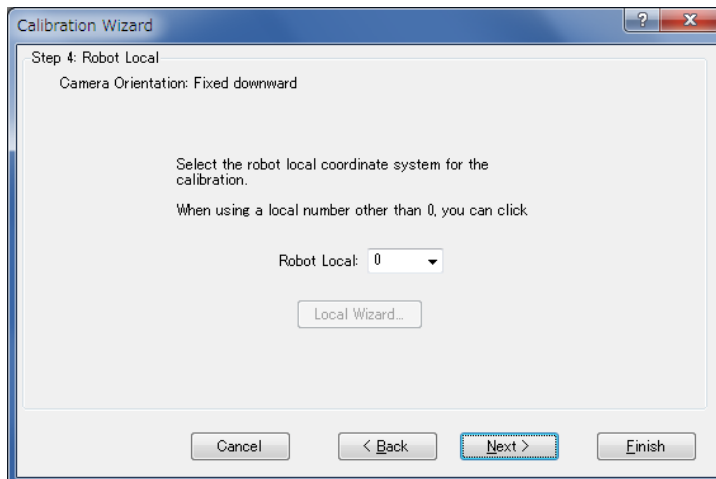 Calibration Wizard
?
Step 4: Robot Local
Camera Orientation: Fixed downward
Select the robot local coordinate system for the
calibration.
When using a local number other than 0, you can click
Robot Local: 0
Local Wizard...
Cancel
< Back
Next >
Finish